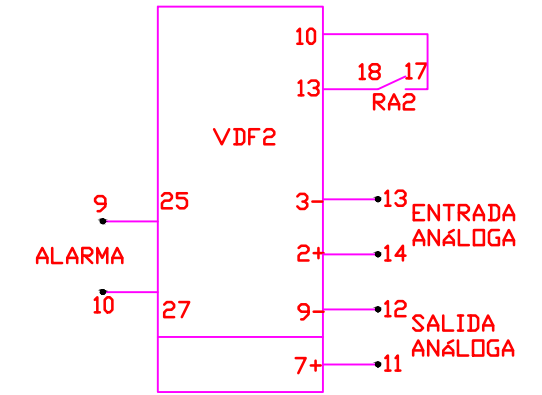 10
18 17
13
RA2
VDF2
9 25 3- 13
ENTRADA
ANÁLOGA
ALARMA 2+ 14
10 27 9- 12
SALIDA
ANÁLOGA
7+ 11